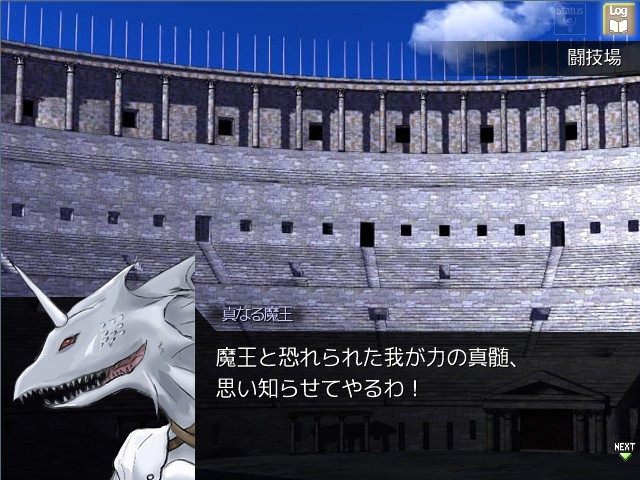 Status
Log
闘技場
真なる魔王
魔王と恐れられた我が力の真髄、
思い知らせてやるわ！
NEXT